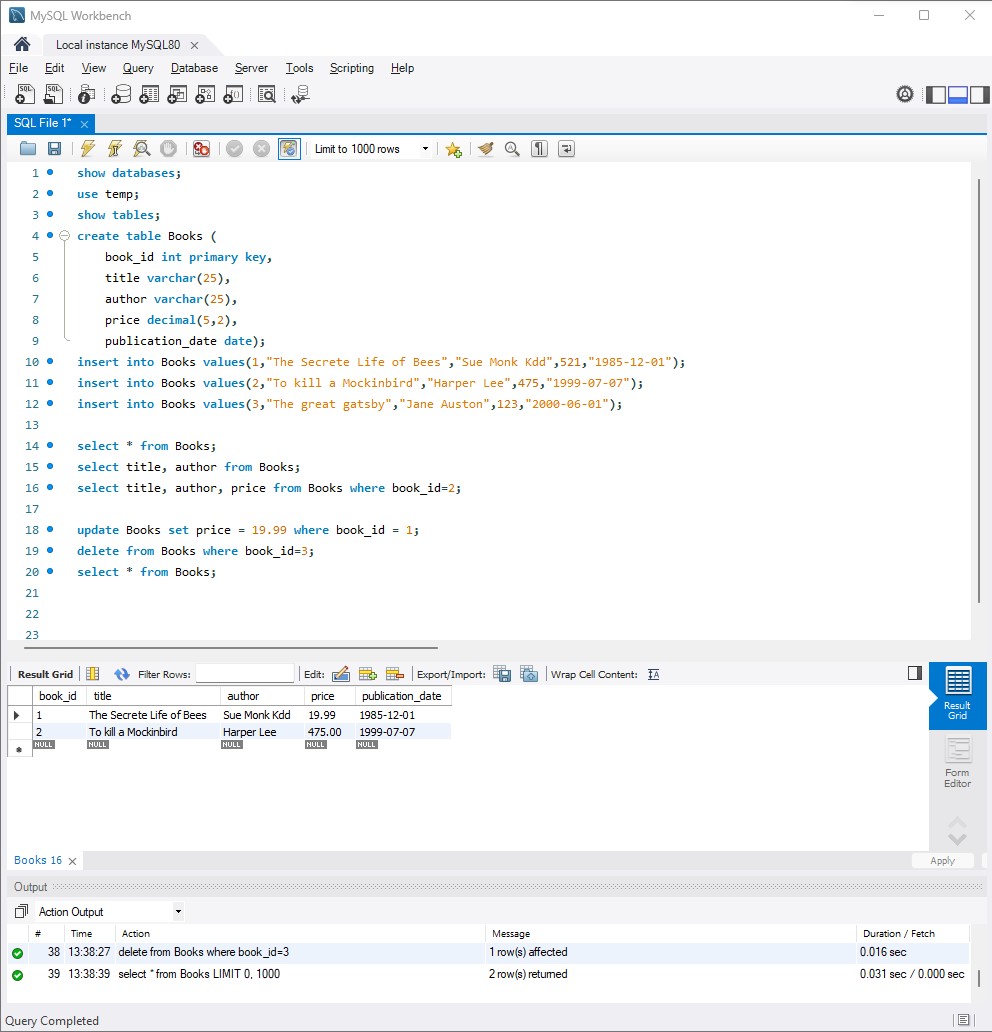 MySQL Workbench
Local instance MySQL80
File Edit View Query Database Server Tools Scripting Help
SQL File 1*
Limit to 1000 rows
1 show databases;
2 use temp;
3 show tables;
4 create table Books (
5 book_id int primary key,
6 title varchar(25),
7 author varchar(25),
8 price decimal(5,2),
9 publication_date date);
10 insert into Books values(1,"The Secrete Life of Bees","Sue Monk Kdd",521,"1985-12-01");
11 insert into Books values(2,"To kill a Mockinbird","Harper Lee",475,"1999-07-07");
12 insert into Books values(3,"The great gatsby","Jane Auston",123,"2000-06-01");
13
14 select * from Books;
15 select title, author from Books;
16 select title, author, price from Books where book_id=2;
17
18 update Books set price = 19.99 where book_id = 1;
19 delete from Books where book_id=3;
20 select * from Books;
21
22
23
Result Grid Filter Rows: Edit: Export/Import: Wrap Cell Content:
book_id title author price publication_date
1 The Secrete Life of Bees Sue Monk Kdd 19.99 1985-12-01
2 To kill a Mockinbird Harper Lee 475.00 1999-07-07
NULL NULL NULL NULL NULL
Result
Grid
Form
Editor
Books 16
Apply
Output
Action Output
# Time Action Message Duration / Fetch
38 13:38:27 delete from Books where book_id=3 1 row(s) affected 0.016 sec
39 13:38:39 select * from Books LIMIT 0, 1000 2 row(s) returned 0.031 sec / 0.000 sec
Query Completed